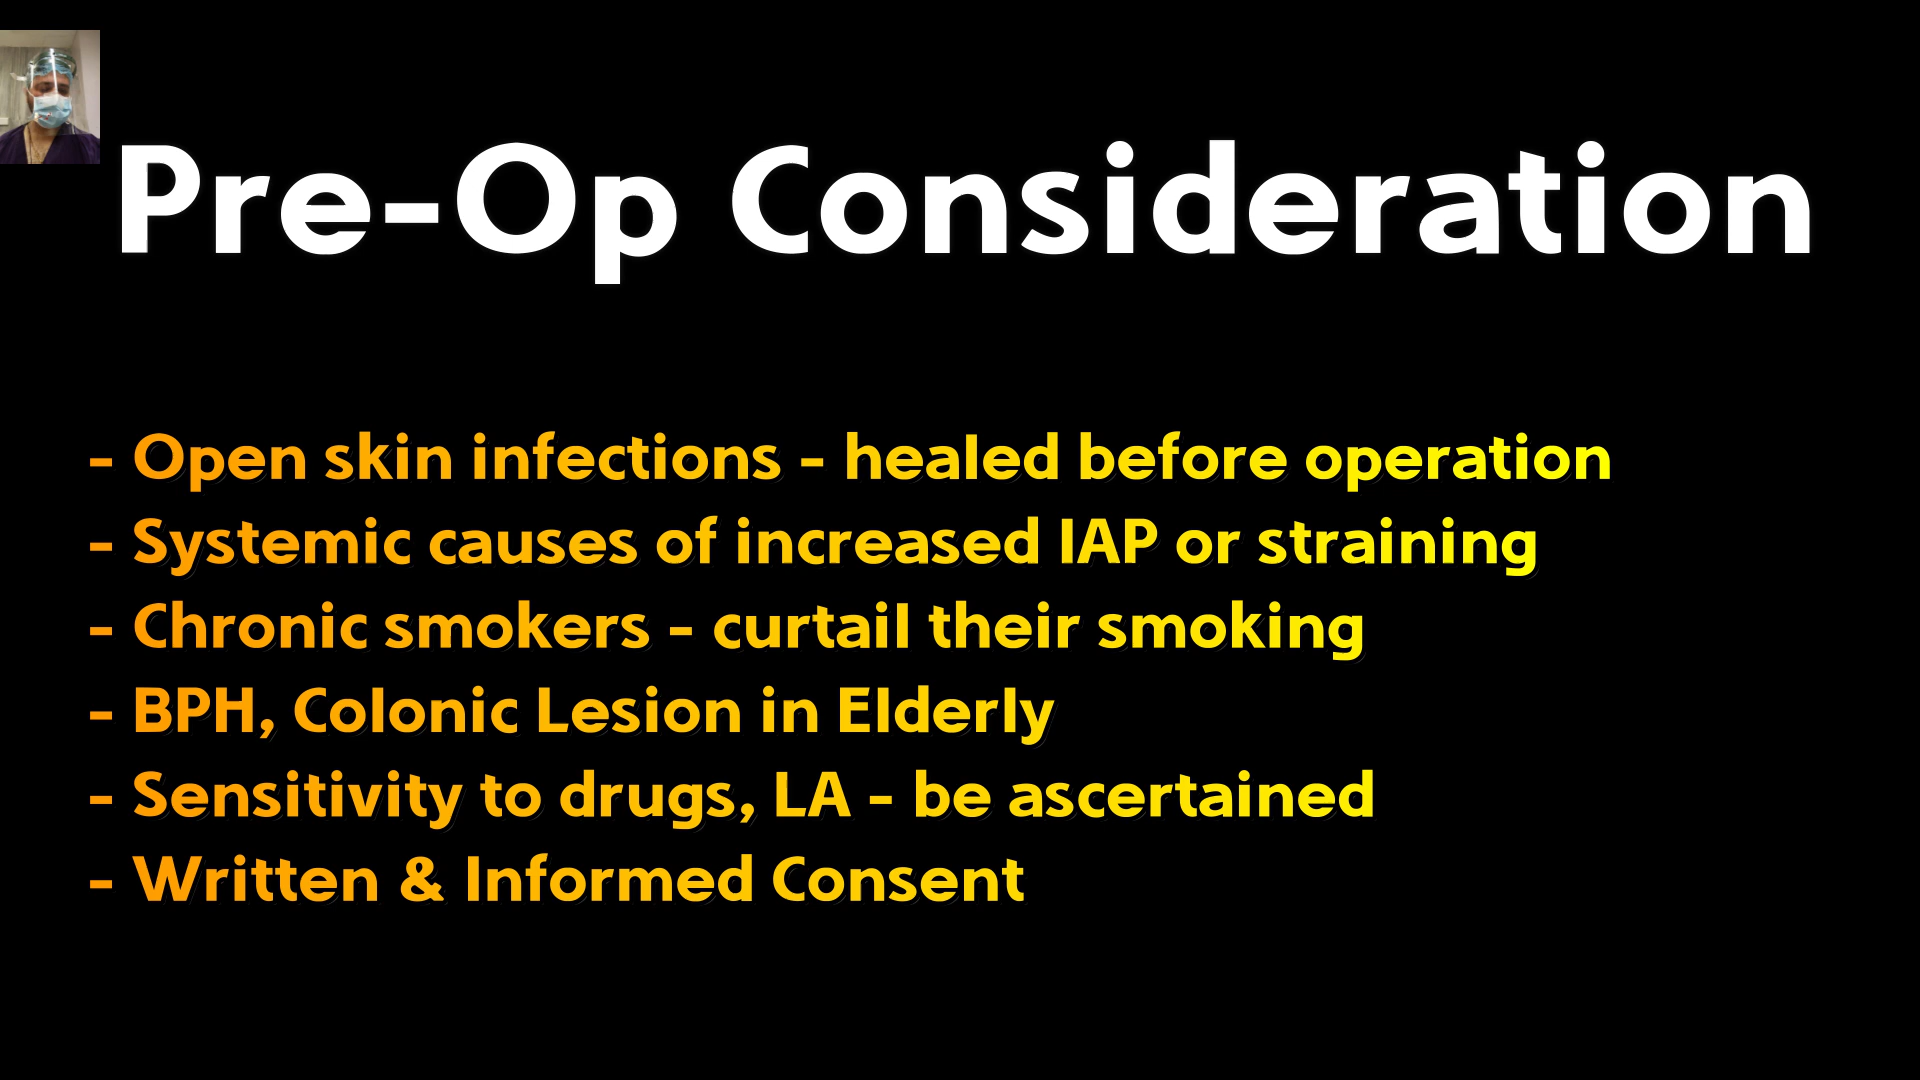 Pre-Op Consideration
- Open skin infections - healed before operation
- Systemic causes of increased IAP or straining
- Chronic smokers - curtail their smoking
- BPH, Colonic Lesion in Elderly
- Sensitivity to drugs, LA - be ascertained
- Written & Informed Consent